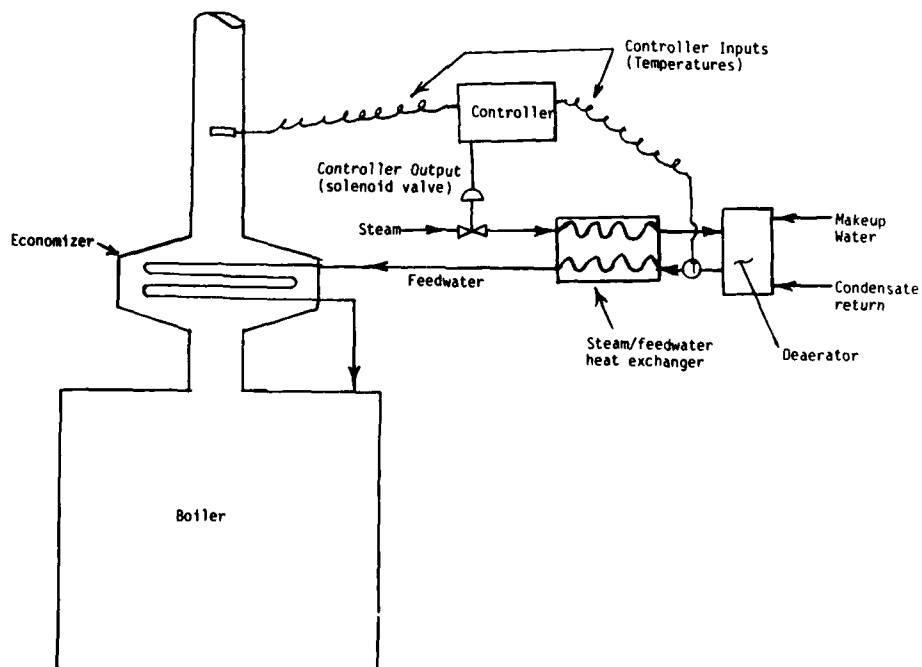 Controller Inputs
(Temperatures)
Controller
Controller Output
(solenoid valve)
Steam
Makeup
Water
Economizer
Feedwater
Condensate
return
Steam/feedwater
heat exchanger
Deaerator
Boiler